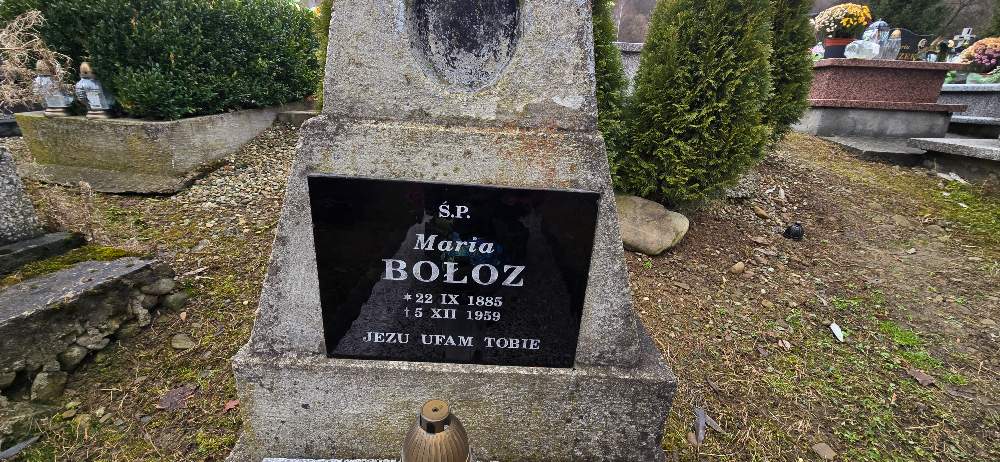 Ś.P.
Maria
BOŁOZ
* 22 IX 1885
† 5 XII 1959
JEZU UFAM TOBIE